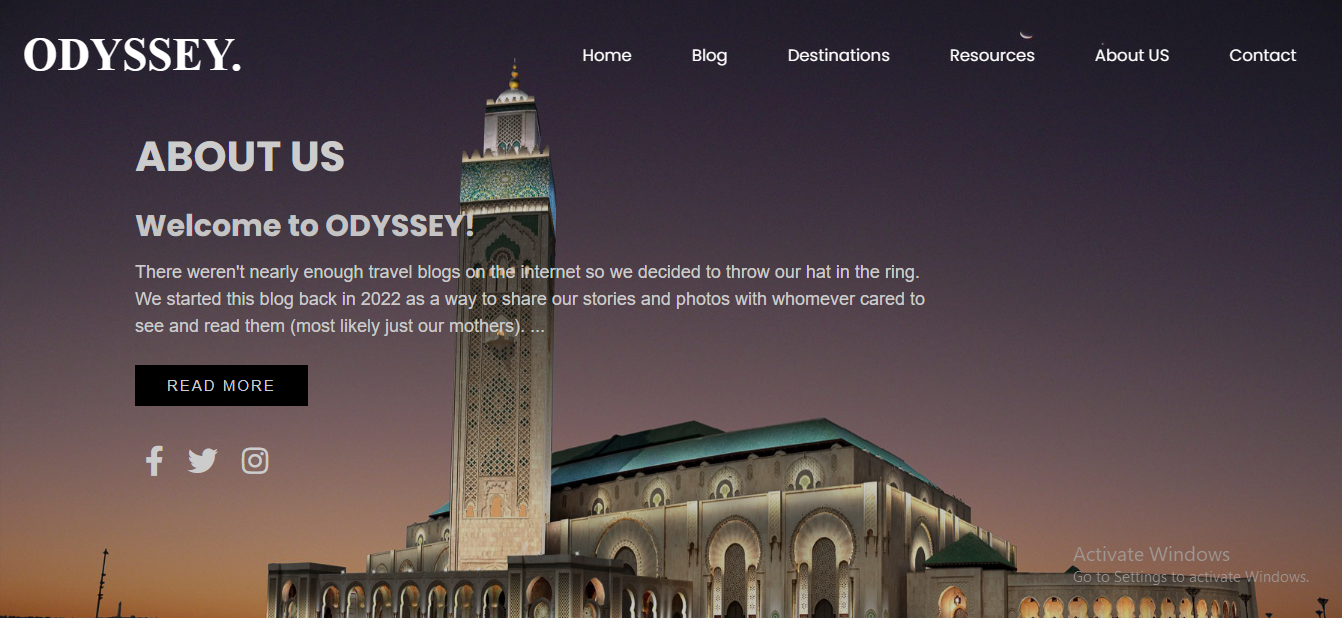 ODYSSEY.
Home
Blog
Destinations
Resources
About US
Contact
ABOUT US
Welcome to ODYSSEY!
There weren't nearly enough travel blogs on the internet so we decided to throw our hat in the ring.
We started this blog back in 2022 as a way to share our stories and photos with whomever cared to
see and read them (most likely just our mothers). ...
READ MORE
Activate Windows
Go to Settings to activate Windows.